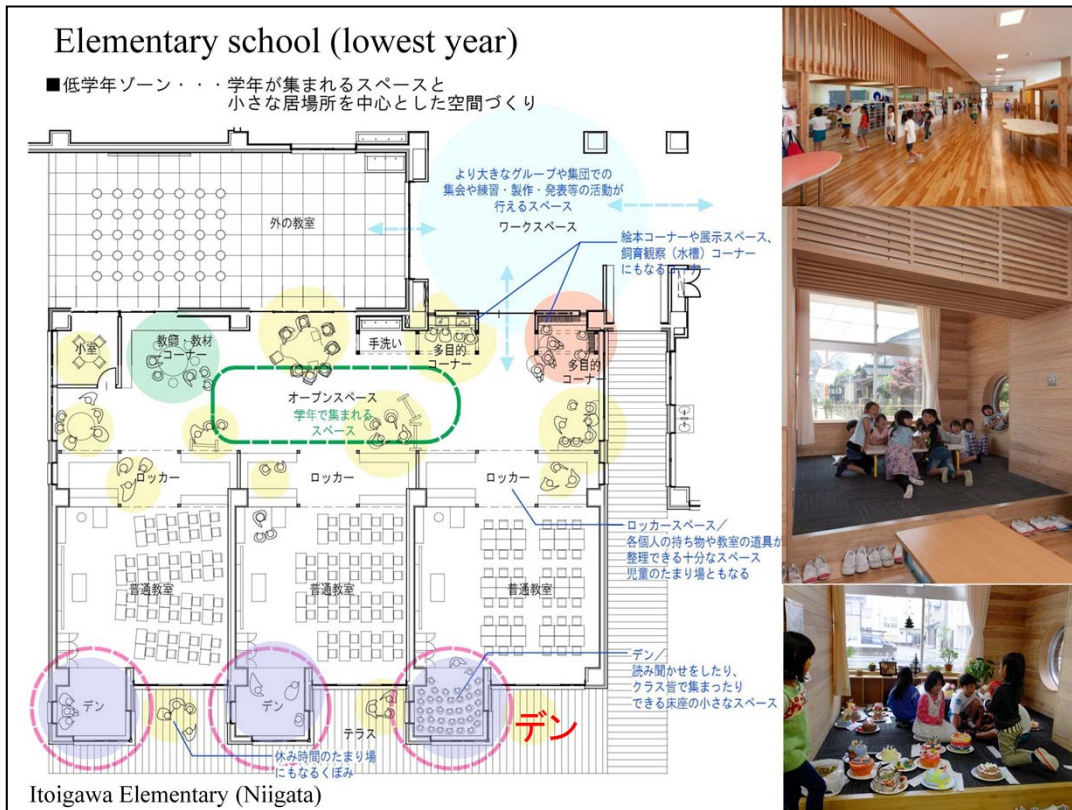 Elementary school (lowest year)
■低学年ゾーン・・・学年が集まれるスペースと
小さな居場所を中心とした空間づくり
より大きなグループや集団での
集会や練習・製作・発表等の活動が
行えるスペース
ワークスペース
外の教室
絵本コーナーや展示スペース、
飼育観察（水槽）コーナー
にもなるコーナー
小室
教師・教材
コーナー
手洗い
多目的
コーナー
多目的
コーナー
オープンスペース
学年で集まれる
スペース
ロッカー
ロッカー
ロッカー
ロッカースペース／
各個人の持ち物や教室の道具が
整理できる十分なスペース
児童のたまり場ともなる
普通教室
普通教室
普通教室
デン／
読み聞かせをしたり、
クラス皆で集まったり
できる床座の小さなスペース
デン
デン
テラス
デン
休み時間のたまり場
にもなるくぼみ
Itoigawa Elementary (Niigata)